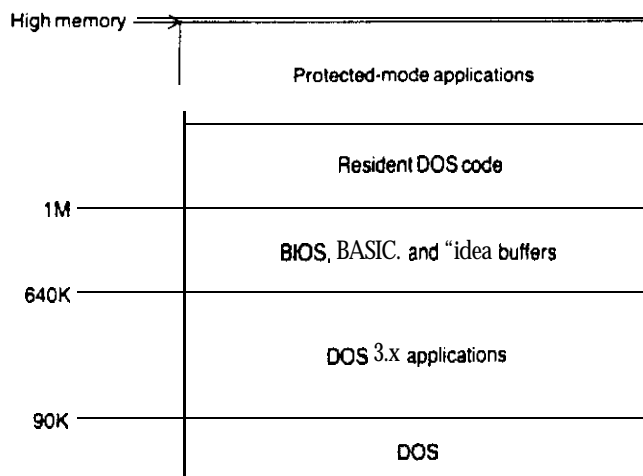 High memory
Protected-mode applications
Resident DOS code
1M
BIOS, BASIC. and “idea buffers
640K
DOS 3.x applications
90K
DOS